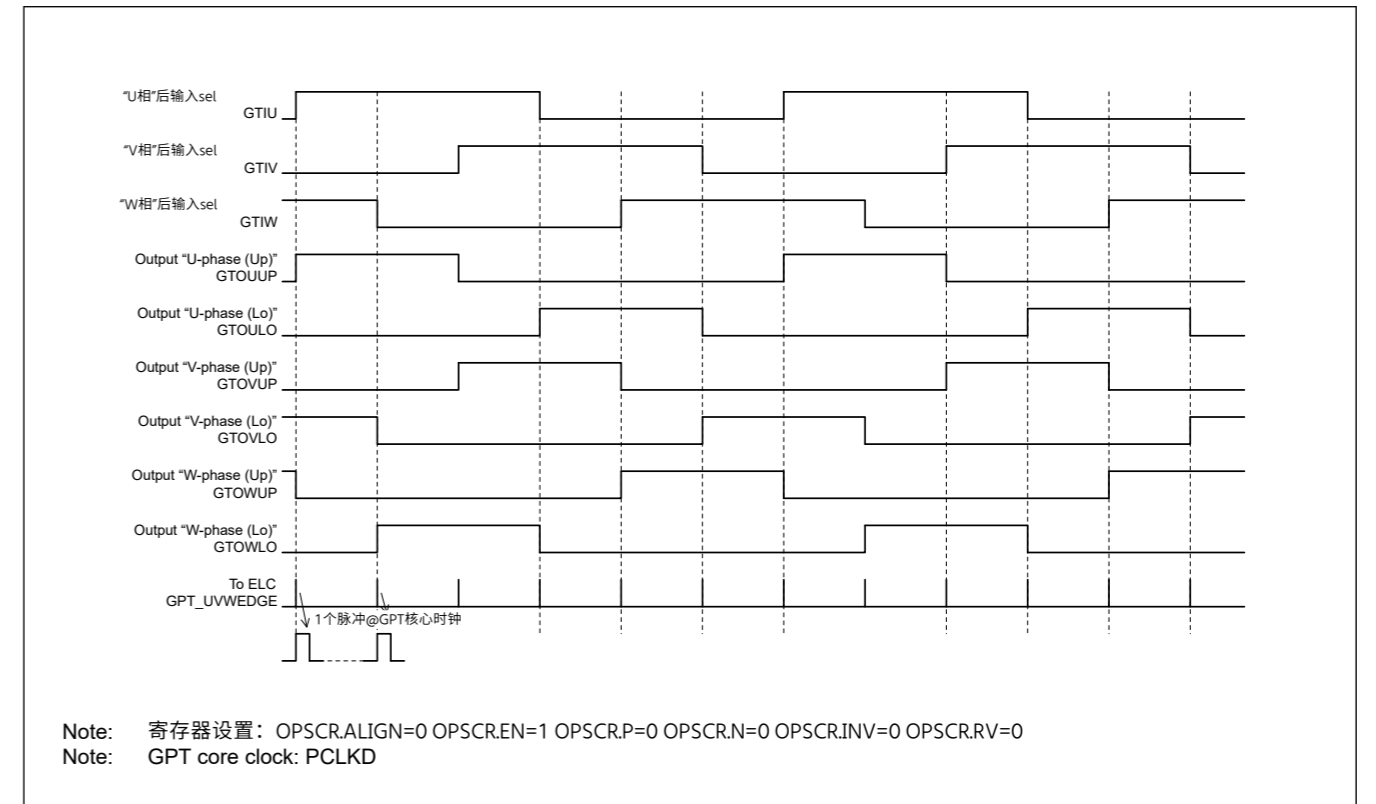 “U相”后输入sel
GTIU
“V相”后输入sel
GTIV
“W相”后输入sel
GTIW
Output “U-phase (Up)”
GTOUUP
Output “U-phase (Lo)”
GTOULO
Output “V-phase (Up)”
GTOVUP
Output “V-phase (Lo)”
GTOVLO
Output “W-phase (Up)”
GTOWUP
Output “W-phase (Lo)”
GTOWLO
To ELC
GPT_UVWEDGE
1个脉冲@GPT核心时钟
Note: 寄存器设置：OPSCR.ALIGN=0 OPSCR.EN=1 OPSCR.P=0 OPSCR.N=0 OPSCR.INV=0 OPSCR.RV=0
Note: GPT core clock: PCLKD